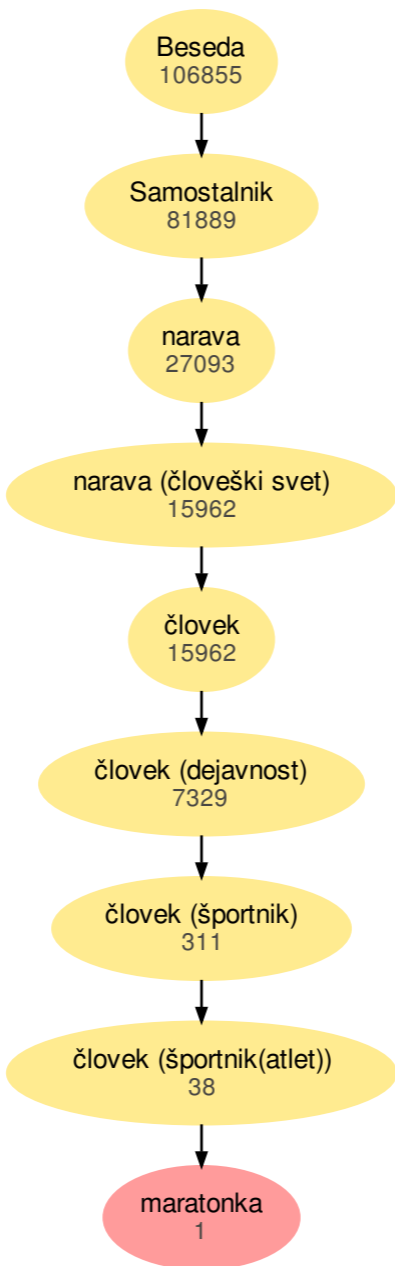 Beseda
106855
Samostalnik
81889
narava
27093
narava (človeški svet)
15962
človek
15962
človek (dejavnost)
7329
človek (športnik)
311
človek (športnik(atlet))
38
maratonka
1